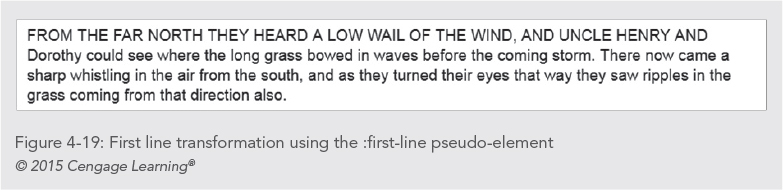 FROM THE FAR NORTH THEY HEARD A LOW WAIL OF THE WIND, AND UNCLE HENRY AND
Dorothy could see where the long grass bowed in waves before the coming storm. There now came a
sharp whistling in the air from the south, and as they turned their eyes that way they saw ripples in the
grass coming from that direction also.
Figure 4-19: First line transformation using the :first-line pseudo-element
© 2015 Cengage Learning®